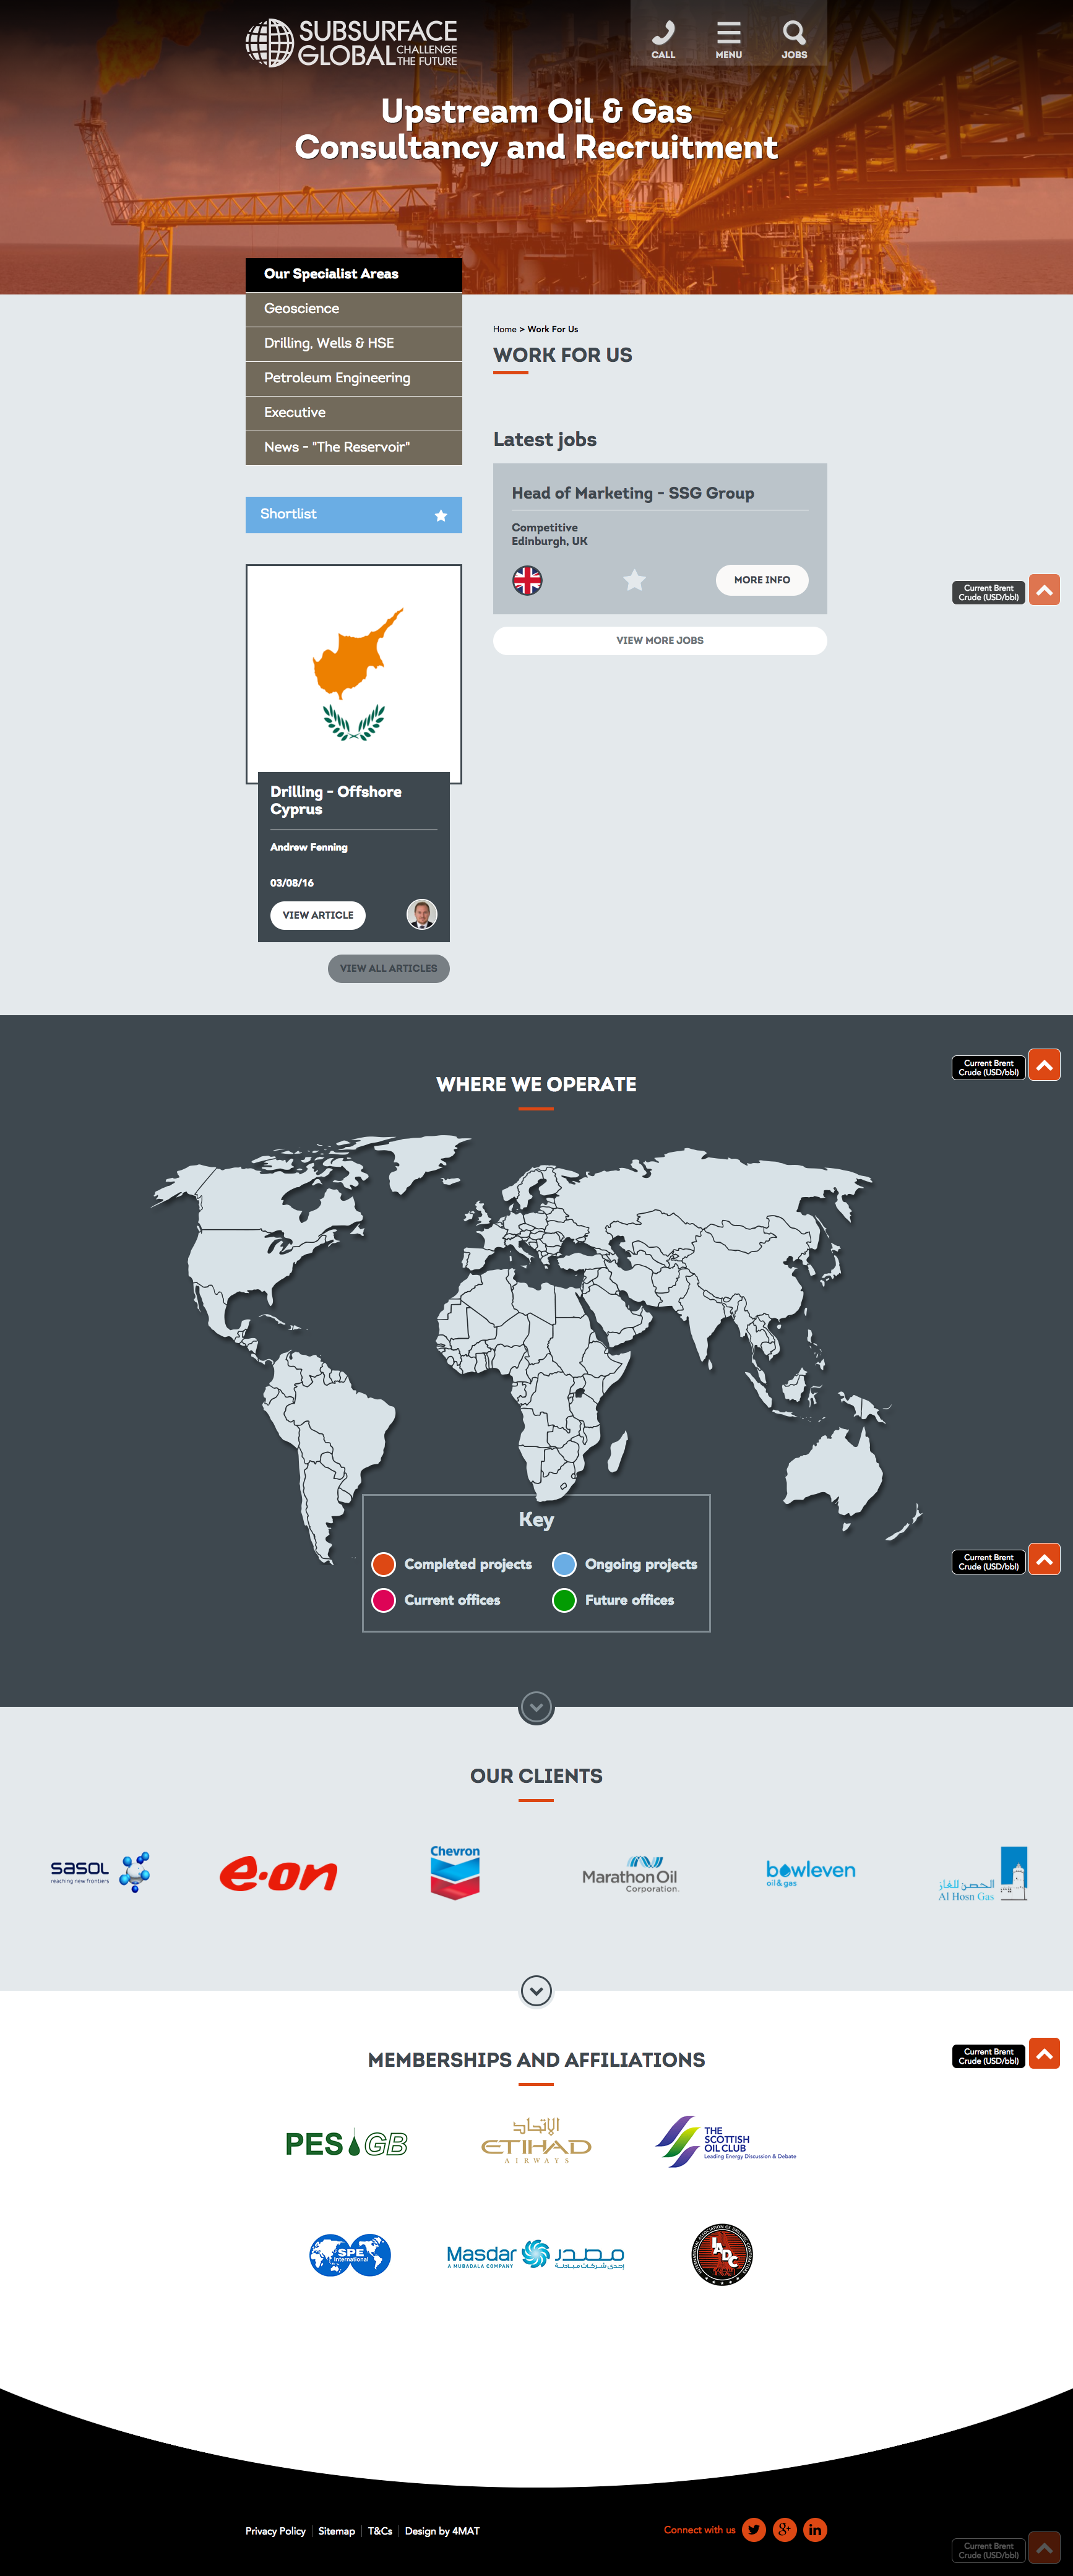 SUBSURFACE
GLOBAL CHALLENGE
THE FUTURE
CALL
MENU
JOBS
Upstream Oil & Gas
Consultancy and Recruitment
Our Specialist Areas
Geoscience
Drilling, Wells & HSE
Petroleum Engineering
Executive
News - "The Reservoir"
Shortlist
Home > Work For Us
WORK FOR US
Latest jobs
Head of Marketing - SSG Group
Competitive
Edinburgh, UK
MORE INFO
VIEW MORE JOBS
Current Brent
Crude (USD/bbl)
Drilling - Offshore
Cyprus
Andrew Fenning
03/08/16
VIEW ARTICLE
VIEW ALL ARTICLES
Current Brent
Crude (USD/bbl)
WHERE WE OPERATE
Key
Completed projects
Ongoing projects
Current offices
Future offices
Current Brent
Crude (USD/bbl)
OUR CLIENTS
sasol
reaching new frontiers
e·on
Chevron
Marathon Oil
Corporation.
bowleven
oil & gas
الحصن للغاز
Al Hosn Gas
MEMBERSHIPS AND AFFILIATIONS
Current Brent
Crude (USD/bbl)
PES GB
الإتحاد
ETIHAD
AIRWAYS
THE
SCOTTISH
OIL CLUB
Leading Energy Discussion & Debate
SPE
International
Masdar مصدر
A MUBADALA COMPANY
إحدى شركات مبادلة
IADC
Privacy Policy
Sitemap
T&Cs
Design by 4MAT
Connect with us
Current Brent
Crude (USD/bbl)